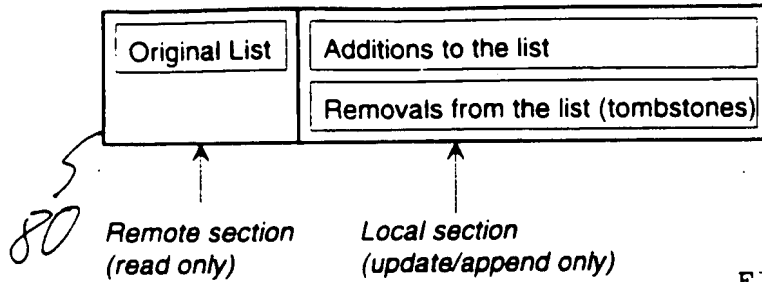 Original List
Additions to the list
Removals from the list (tombstones)
80
Remote section
(read only)
Local section
(update/append only)